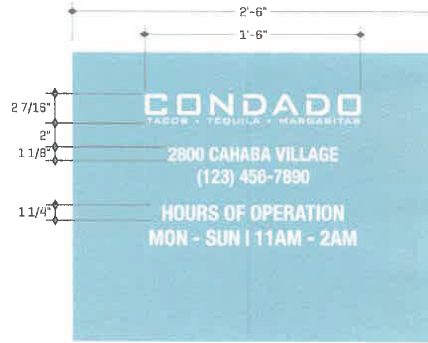 2'-6"
1'-6"
2 7/16"
CONDADO
TACOS • TEQUILA • MARGARITAS
2"
1 1/8"
2800 CAHABA VILLAGE
(123) 456-7890
1 1/4"
HOURS OF OPERATION
MON - SUN | 11AM - 2AM